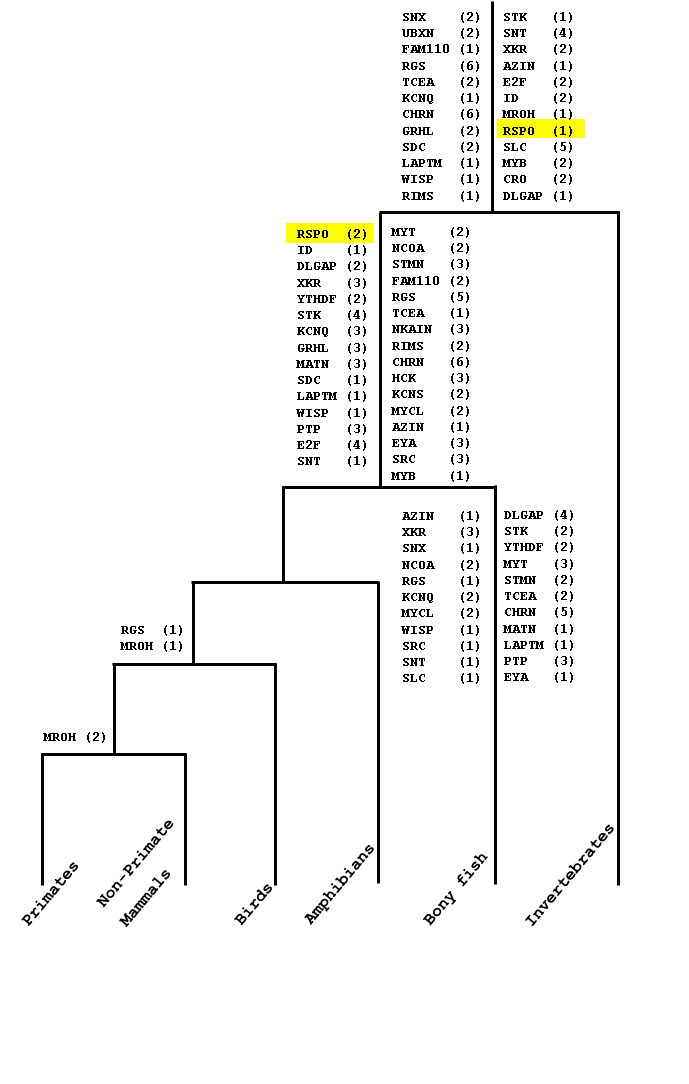 SNX (2) STK (1)
UBXN (2) SNT (4)
FAM110 (1) XKR (2)
RGS (6) AZIN (1)
TCEA (2) E2F (2)
KCNQ (1) ID (2)
CHRN (6) MROH (1)
GRHL (2) RSPO (1)
SDC (2) SLC (5)
LAPTM (1) MYB (2)
WISP (1) CRO (2)
RIMS (1) DLGAP (1)
RSPO (2) MYT (2)
ID (1) NCOA (2)
DLGAP (2) STMN (3)
XKR (3) FAM110 (2)
YTHDF (2) RGS (5)
STK (4) TCEA (1)
KCNQ (3) NKAIN (3)
GRHL (3) RIMS (2)
MATN (3) CHRN (6)
SDC (1) HCK (3)
LAPTM (1) KCNS (2)
WISP (1) MYCL (2)
PTP (3) AZIN (1)
E2F (4) EYA (3)
SNT (1) SRC (3)
MYB (1)
AZIN (1) DLGAP (4)
XKR (3) STK (2)
SNX (1) YTHDF (2)
NCOA (2) MYT (3)
RGS (1) STMN (2)
KCNQ (2) TCEA (2)
MYCL (2) CHRN (5)
WISP (1) MATN (1)
SRC (1) LAPTM (1)
SNT (1) PTP (3)
SLC (1) EYA (1)
RGS (1)
MROH (1)
MROH (2)
Primates
Non-Primate
Mammals
Birds
Amphibians
Bony fish
Invertebrates